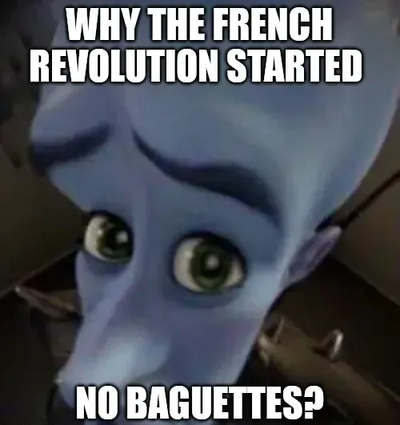 WHY THE FRENCH
REVOLUTION STARTED
NO BAGUETTES?